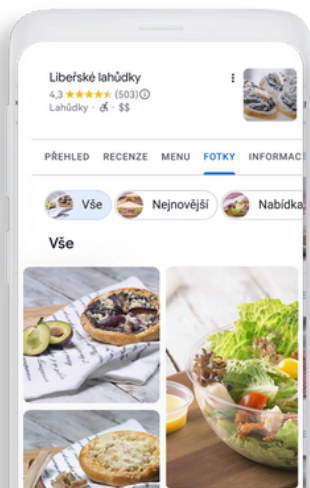 Libeřské lahůdky
4,3 ★★★★★ (503)
Lahůdky · $$
PŘEHLED RECENZE MENU FOTKY INFORMAC
Vše Nejnovější Nabídka
Vše